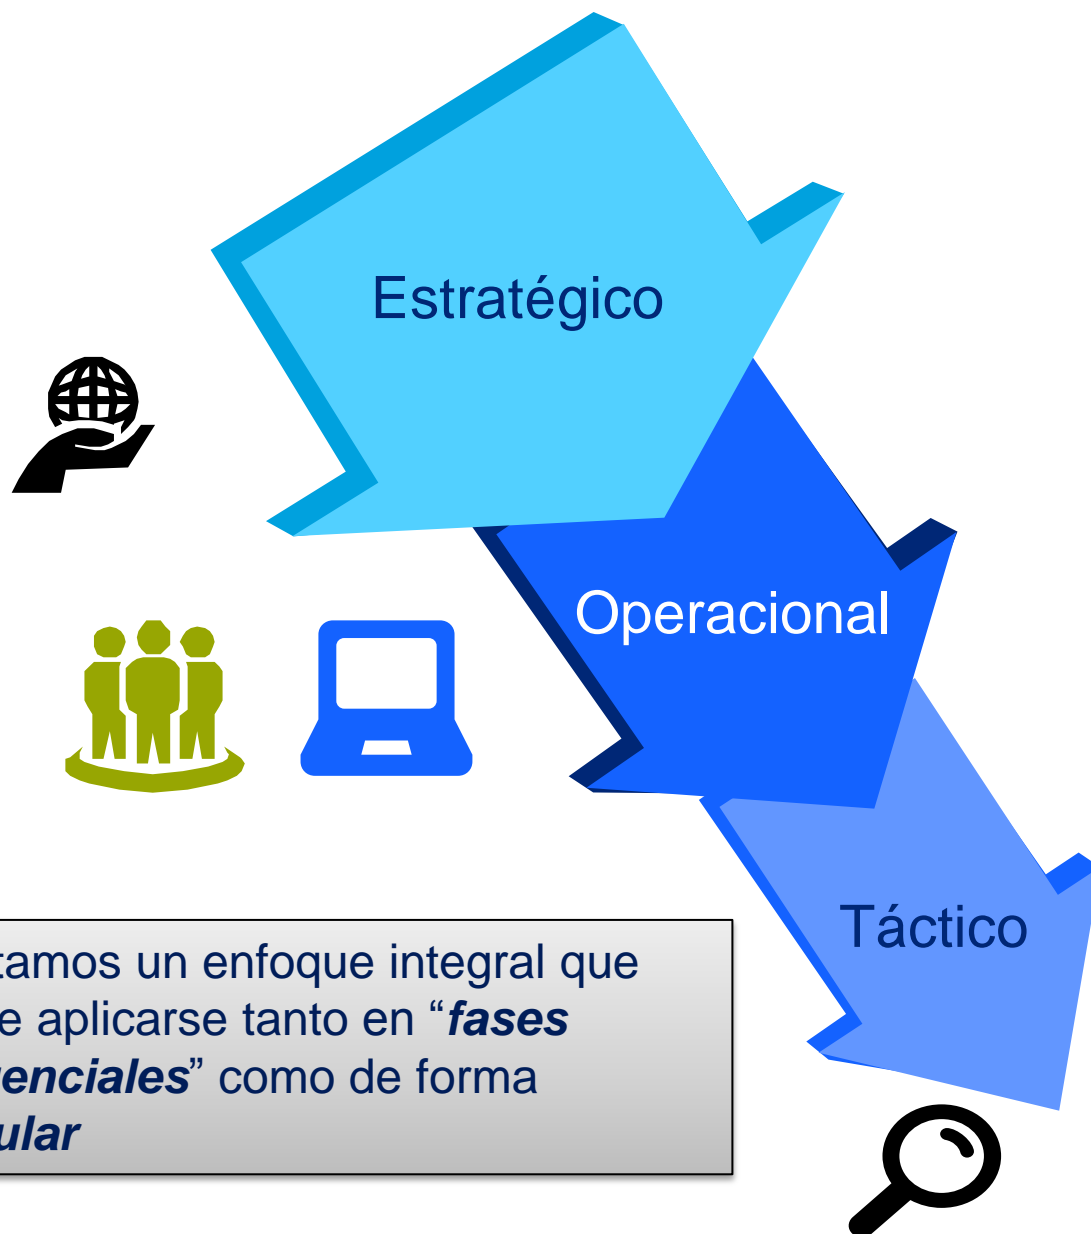 Estratégico
Operacional
Táctico
tamos un enfoque integral que
e aplicarse tanto en “fases
enciales” como de forma
ular